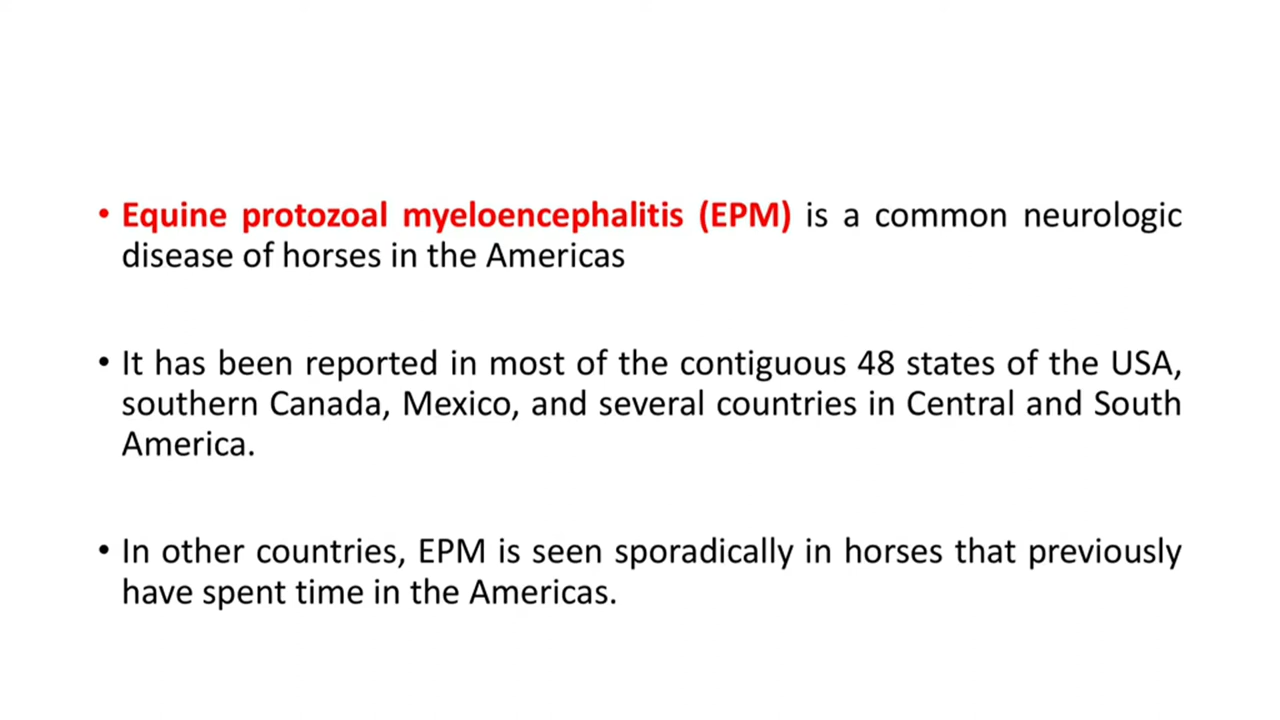 • Equine protozoal myeloencephalitis (EPM) is a common neurologic
disease of horses in the Americas
• It has been reported in most of the contiguous 48 states of the USA,
southern Canada, Mexico, and several countries in Central and South
America.
• In other countries, EPM is seen sporadically in horses that previously
have spent time in the Americas.